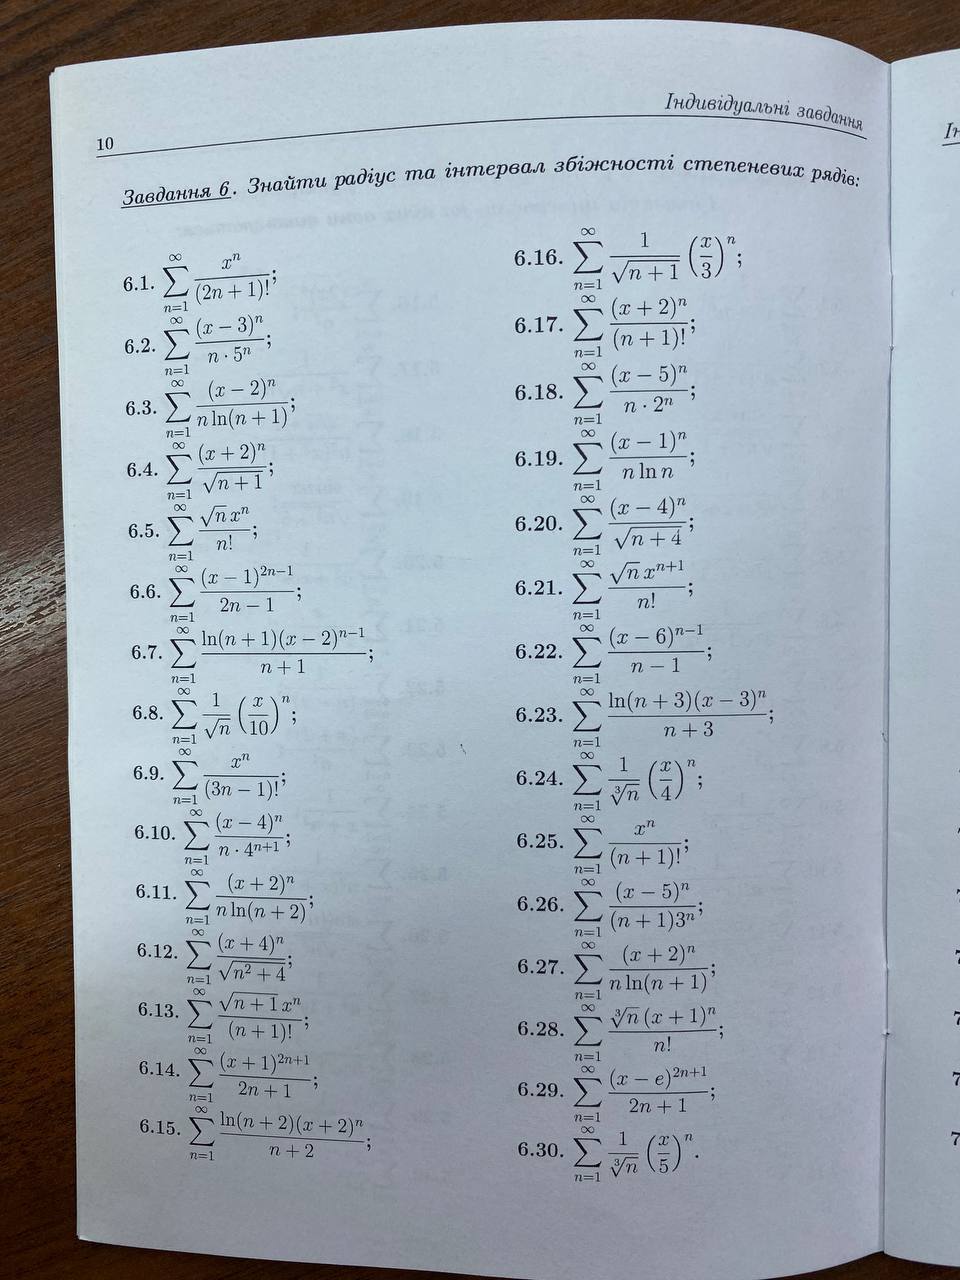 10
Індивідуальні завдання
Завдання 6. Знайти радіус та інтервал збіжності степеневих рядів:
6.1. $\sum_{n=1}^{\infty} \frac{x^n}{(2n+1)!}$;
6.2. $\sum_{n=1}^{\infty} \frac{(x-3)^n}{n \cdot 5^n}$;
6.3. $\sum_{n=1}^{\infty} \frac{(x-2)^n}{n \ln(n+1)}$;
6.4. $\sum_{n=1}^{\infty} \frac{(x+2)^n}{\sqrt{n+1}}$;
6.5. $\sum_{n=1}^{\infty} \frac{\sqrt{n}\, x^n}{n!}$;
6.6. $\sum_{n=1}^{\infty} \frac{(x-1)^{2n-1}}{2n-1}$;
6.7. $\sum_{n=1}^{\infty} \frac{\ln(n+1)(x-2)^{n-1}}{n+1}$;
6.8. $\sum_{n=1}^{\infty} \frac{1}{\sqrt{n}} \left(\frac{x}{10}\right)^n$;
6.9. $\sum_{n=1}^{\infty} \frac{x^n}{(3n-1)!}$;
6.10. $\sum_{n=1}^{\infty} \frac{(x-4)^n}{n \cdot 4^{n+1}}$;
6.11. $\sum_{n=1}^{\infty} \frac{(x+2)^n}{n \ln(n+2)}$;
6.12. $\sum_{n=1}^{\infty} \frac{(x+4)^n}{\sqrt{n^2+4}}$;
6.13. $\sum_{n=1}^{\infty} \frac{\sqrt{n+1}\, x^n}{(n+1)!}$;
6.14. $\sum_{n=1}^{\infty} \frac{(x+1)^{2n+1}}{2n+1}$;
6.15. $\sum_{n=1}^{\infty} \frac{\ln(n+2)(x+2)^n}{n+2}$;
6.16. $\sum_{n=1}^{\infty} \frac{1}{\sqrt{n+1}} \left(\frac{x}{3}\right)^n$;
6.17. $\sum_{n=1}^{\infty} \frac{(x+2)^n}{(n+1)!}$;
6.18. $\sum_{n=1}^{\infty} \frac{(x-5)^n}{n \cdot 2^n}$;
6.19. $\sum_{n=1}^{\infty} \frac{(x-1)^n}{n \ln n}$;
6.20. $\sum_{n=1}^{\infty} \frac{(x-4)^n}{\sqrt{n+4}}$;
6.21. $\sum_{n=1}^{\infty} \frac{\sqrt{n}\, x^{n+1}}{n!}$;
6.22. $\sum_{n=1}^{\infty} \frac{(x-6)^{n-1}}{n-1}$;
6.23. $\sum_{n=1}^{\infty} \frac{\ln(n+3)(x-3)^n}{n+3}$;
6.24. $\sum_{n=1}^{\infty} \frac{1}{\sqrt[3]{n}} \left(\frac{x}{4}\right)^n$;
6.25. $\sum_{n=1}^{\infty} \frac{x^n}{(n+1)!}$;
6.26. $\sum_{n=1}^{\infty} \frac{(x-5)^n}{(n+1)3^n}$;
6.27. $\sum_{n=1}^{\infty} \frac{(x+2)^n}{n \ln(n+1)}$;
6.28. $\sum_{n=1}^{\infty} \frac{\sqrt[3]{n}\,(x+1)^n}{n!}$;
6.29. $\sum_{n=1}^{\infty} \frac{(x-e)^{2n+1}}{2n+1}$;
6.30. $\sum_{n=1}^{\infty} \frac{1}{\sqrt[3]{n}} \left(\frac{x}{5}\right)^n$.